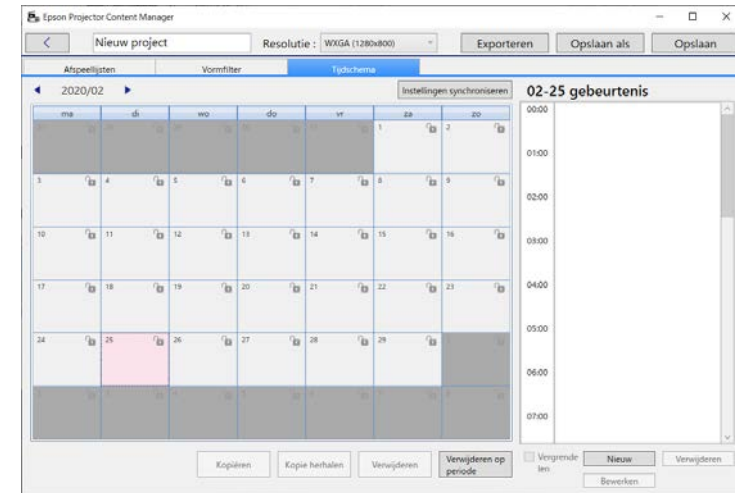 Epson Projector Content Manager
Nieuw project Resolutie : WXGA (1280x800) Exporteren Opslaan als Opslaan
Afspeellijsten Vormfilter Tijdschema
2020/02 Instellingen synchroniseren 02-25 gebeurtenis
ma di wo do vr za zo
1 2
3 4 5 6 7 8 9
10 11 12 13 14 15 16
17 18 19 20 21 22 23
24 25 26 27 28 29
00:00
01:00
02:00
03:00
04:00
05:00
06:00
07:00
Kopiëren Kopie herhalen Verwijderen Verwijderen op
periode
Vergrende
len
Nieuw Verwijderen
Bewerken